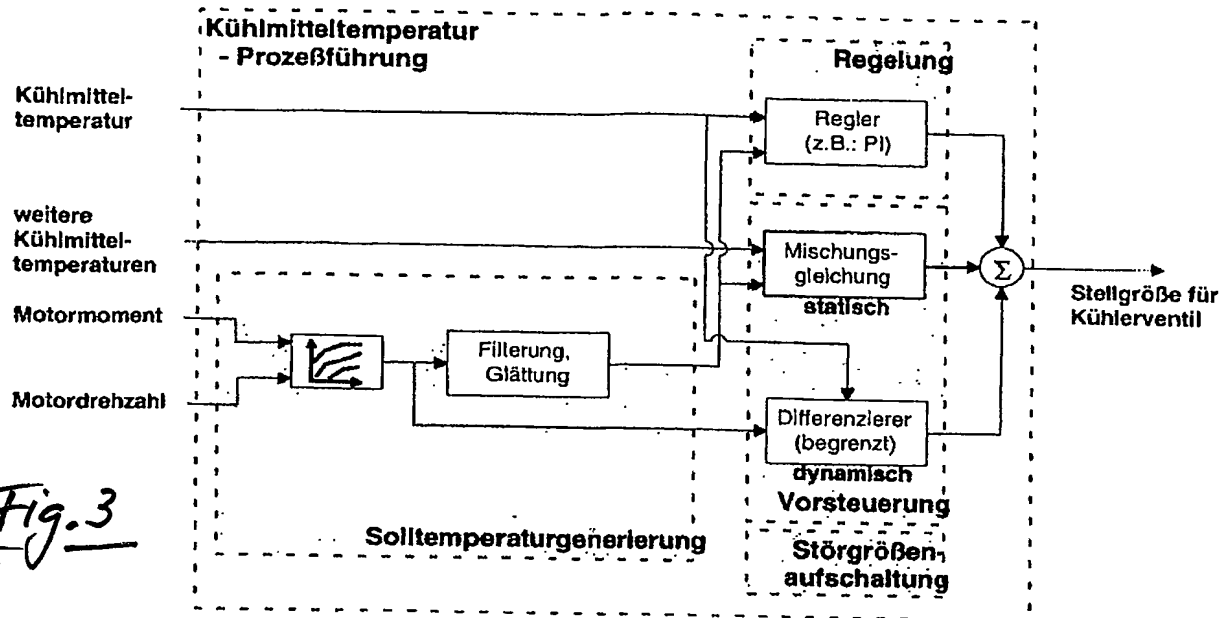 Kühlmitteltemperatur
- Prozeßführung
Regelung
Kühlmittel-
temperatur
Regler
(z.B.: PI)
weitere
Kühlmittel-
temperaturen
Mischungs-
gleichung
statisch
Σ
Stellgröße für
Kühlerventil
Motormoment
Filterung,
Glättung
Motordrehzahl
Differenzierer
(begrenzt)
dynamisch
Vorsteuerung
Fig. 3
Solltemperaturgenerierung
Störgrößen-
aufschaltung